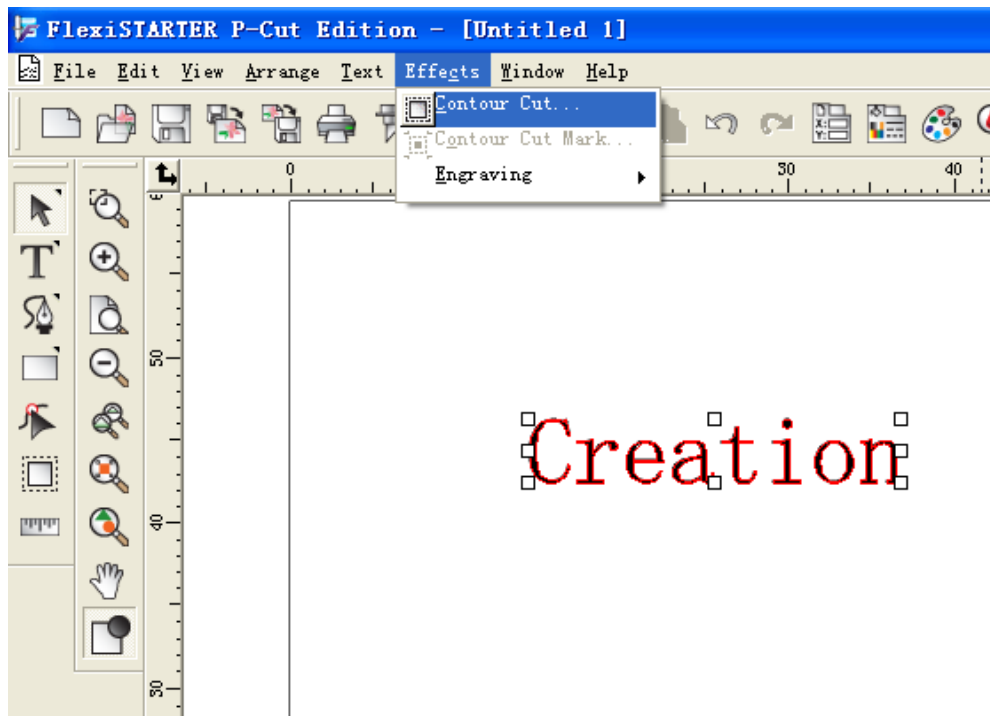 FlexiSTARTER P-Cut Edition - [Untitled 1]
File Edit View Arrange Text Effects Window Help
Contour Cut...
Contour Cut Mark...
Engraving
0 30 40
50
40
30
Creation